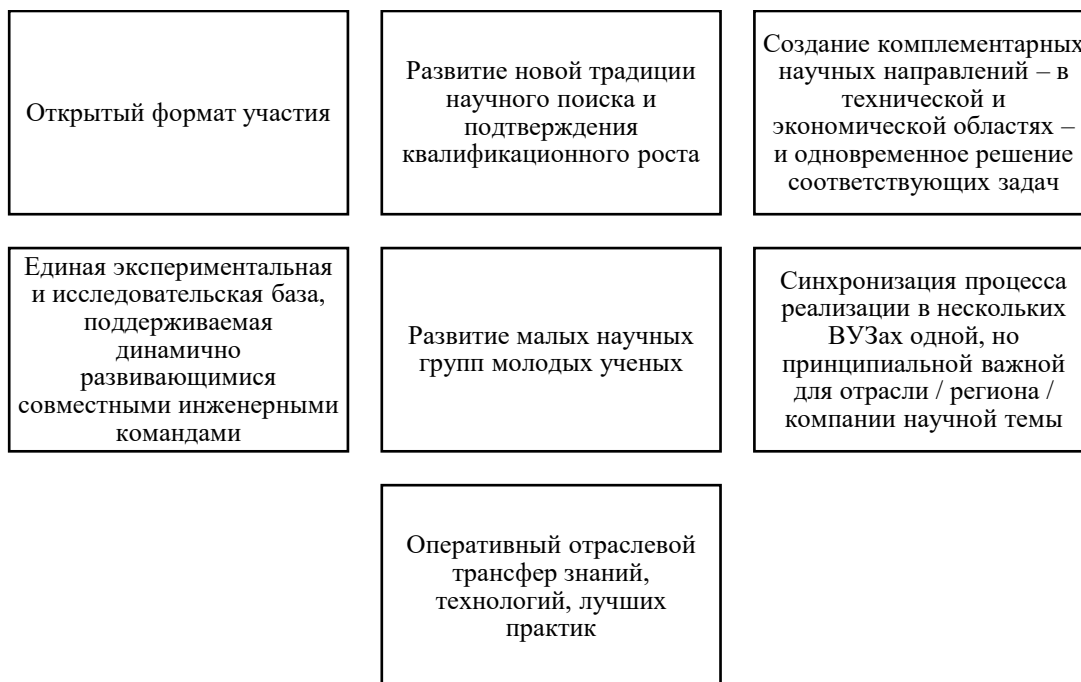 Открытый формат участия
Развитие новой традиции
научного поиска и
подтверждения
квалификационного роста
Создание комплементарных
научных направлений – в
технической и
экономической областях –
и одновременное решение
соответствующих задач
Единая экспериментальная
и исследовательская база,
поддерживаемая
динамично
развивающимися
совместными инженерными
командами
Развитие малых научных
групп молодых ученых
Синхронизация процесса
реализации в нескольких
ВУЗах одной, но
принципиальной важной
для отрасли / региона /
компании научной темы
Оперативный отраслевой
трансфер знаний,
технологий, лучших
практик